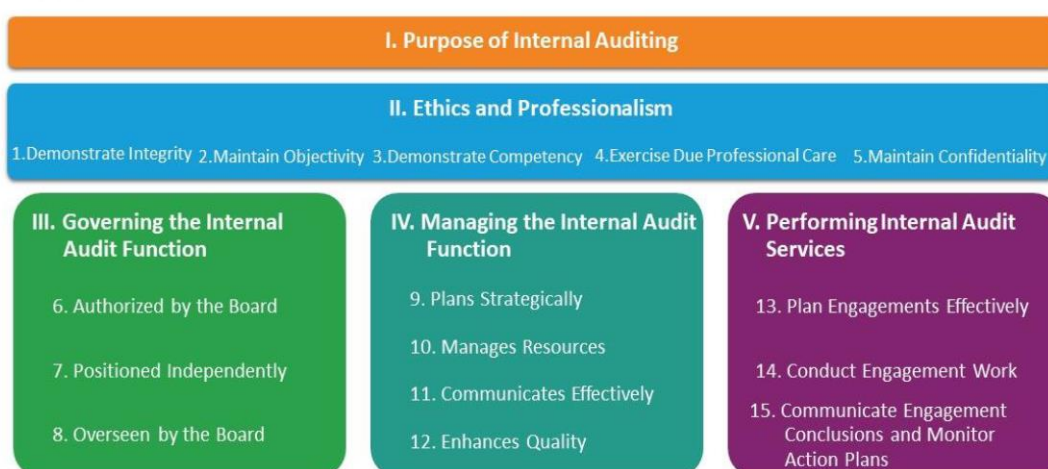 I. Purpose of Internal Auditing
II. Ethics and Professionalism
1.Demonstrate Integrity 2.Maintain Objectivity 3.Demonstrate Competency 4.Exercise Due Professional Care 5.Maintain Confidentiality
III. Governing the Internal
Audit Function
6. Authorized by the Board
7. Positioned Independently
8. Overseen by the Board
IV. Managing the Internal Audit
Function
9. Plans Strategically
10. Manages Resources
11. Communicates Effectively
12. Enhances Quality
V. Performing Internal Audit
Services
13. Plan Engagements Effectively
14. Conduct Engagement Work
15. Communicate Engagement
Conclusions and Monitor
Action Plans